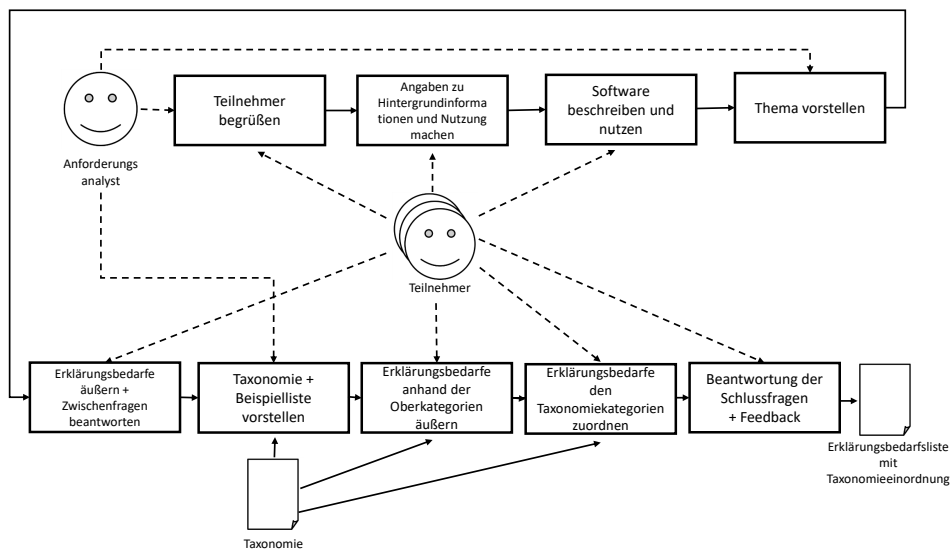 Teilnehmer
begrüßen
Angaben zu
Hintergrundinforma
tionen und Nutzung
machen
Software
beschreiben und
nutzen
Thema vorstellen
Anforderungs
analyst
Teilnehmer
Erklärungsbedarfe
äußern +
Zwischenfragen
beantworten
Taxonomie +
Beispielliste
vorstellen
Erklärungsbedarfe
anhand der
Oberkategorien
äußern
Erklärungsbedarfe
den
Taxonomiekategorien
zuordnen
Beantwortung der
Schlussfragen
+ Feedback
Erklärungsbedarfsliste
mit
Taxonomieeinordnung
Taxonomie